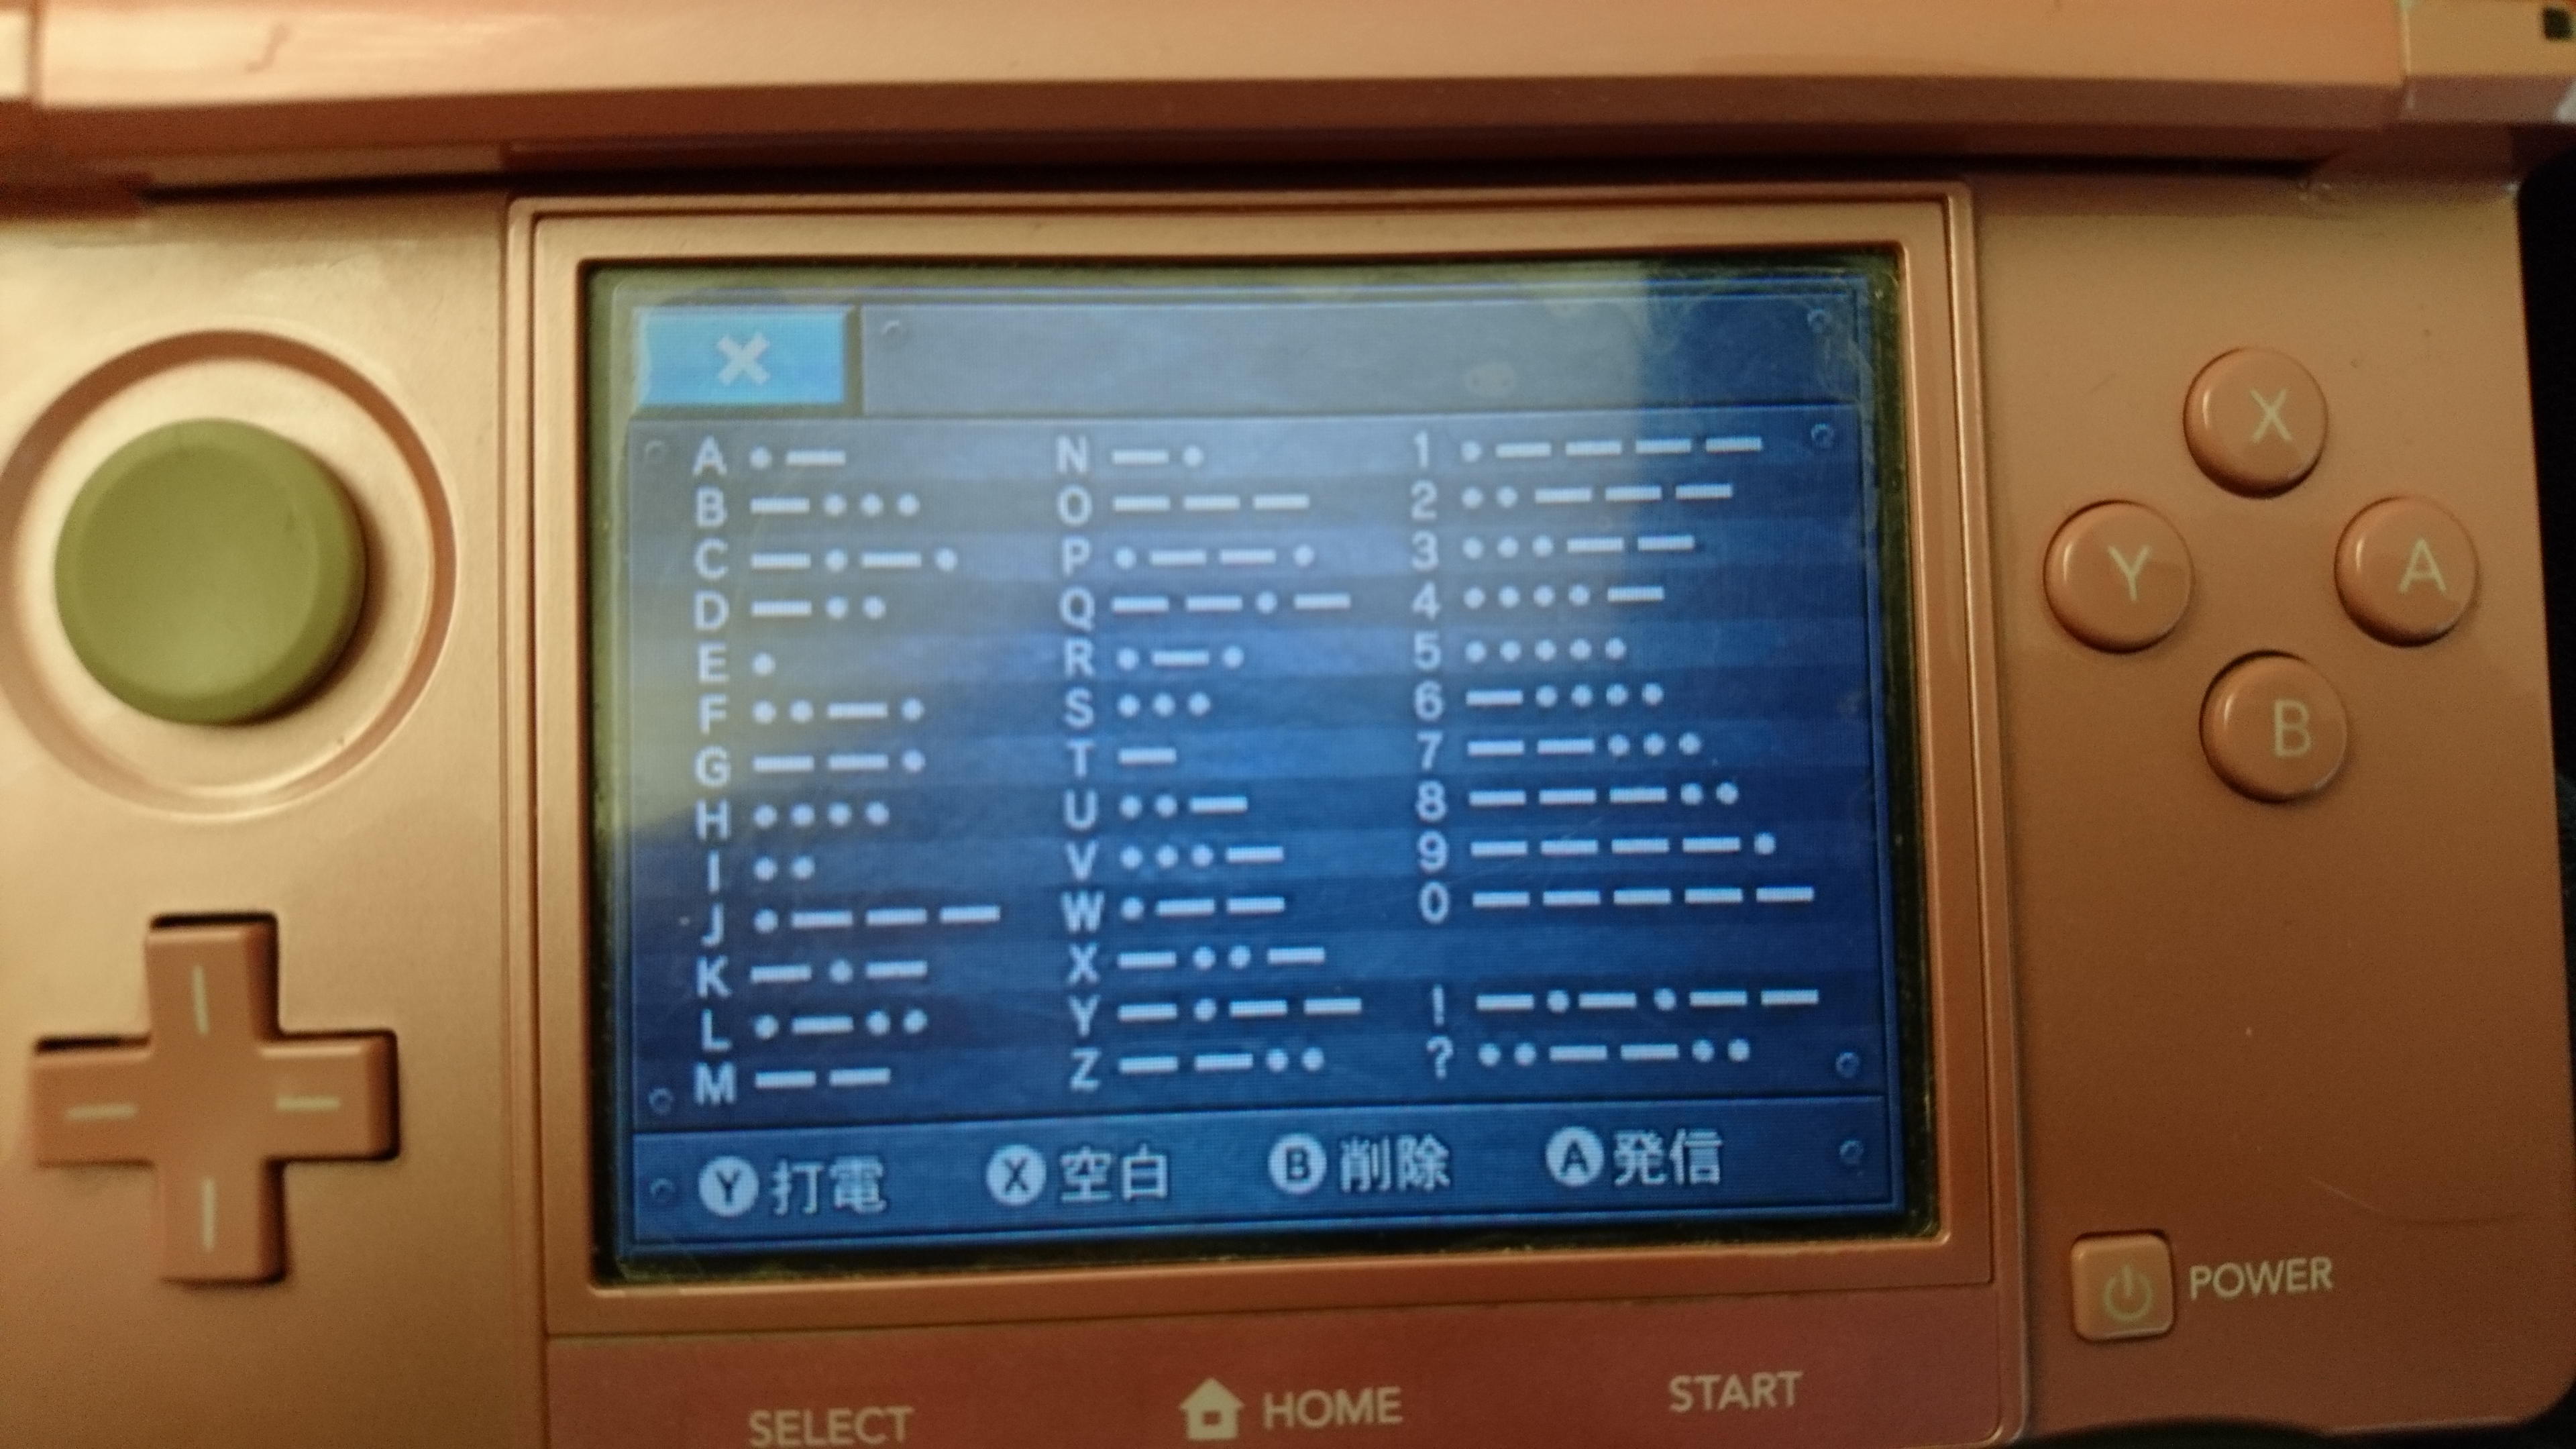 A •— N —• 1 •————
B —••• O ——— 2 ••———
C —•—• P •——• 3 •••——
D —•• Q ——•— 4 ••••—
E • R •—• 5 •••••
F ••—• S ••• 6 —••••
G ——• T — 7 ——•••
H •••• U ••— 8 ———••
I •• V •••— 9 ————•
J •——— W •—— 0 —————
K —•— X —••—
L •—•• Y —•—— ! —•—•——
M —— Z ——•• ? ••——••
Y 打電 X 空白 B 削除 A 発信
X
Y
A
B
POWER
SELECT HOME START